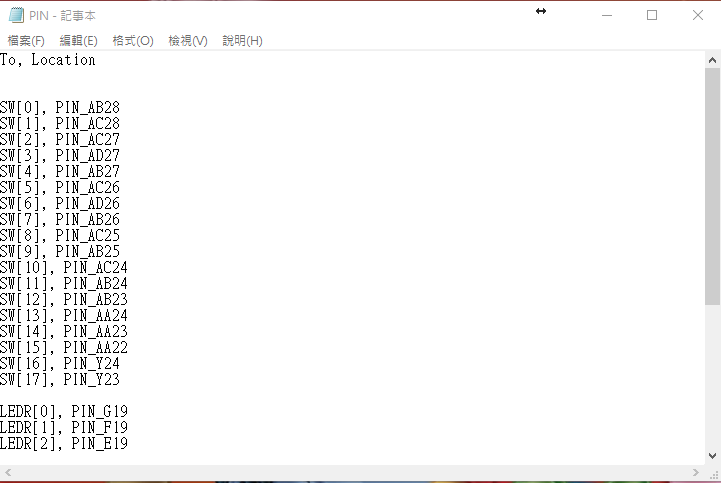 PIN - 記事本
檔案(F) 編輯(E) 格式(O) 檢視(V) 說明(H)
To, Location
SW[0], PIN_AB28
SW[1], PIN_AC28
SW[2], PIN_AC27
SW[3], PIN_AD27
SW[4], PIN_AB27
SW[5], PIN_AC26
SW[6], PIN_AD26
SW[7], PIN_AB26
SW[8], PIN_AC25
SW[9], PIN_AB25
SW[10], PIN_AC24
SW[11], PIN_AB24
SW[12], PIN_AB23
SW[13], PIN_AA24
SW[14], PIN_AA23
SW[15], PIN_AA22
SW[16], PIN_Y24
SW[17], PIN_Y23
LEDR[0], PIN_G19
LEDR[1], PIN_F19
LEDR[2], PIN_E19